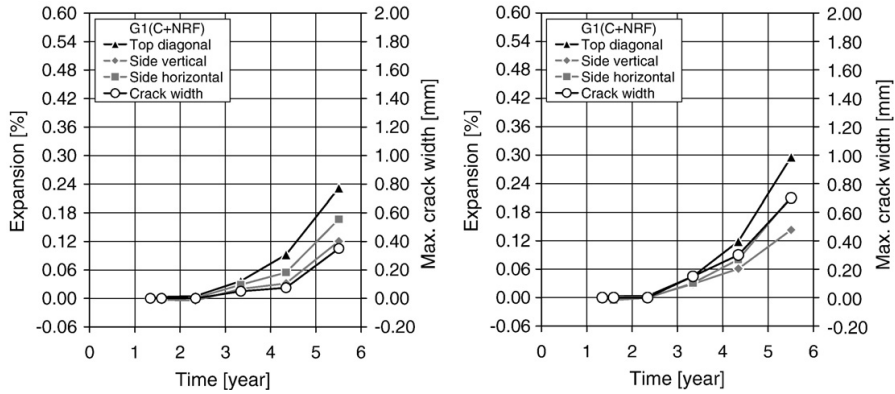 0.60
0.54
0.48
0.42
0.36
0.30
0.24
0.18
0.12
0.06
0.00
-0.06
Expansion [%]
G1(C+NRF)
Top diagonal
Side vertical
Side horizontal
Crack width
2.00
1.80
1.60
1.40
1.20
1.00
0.80
0.60
0.40
0.20
0.00
-0.20
Max. crack width [mm]
0 1 2 3 4 5 6
Time [year]
0.60
0.54
0.48
0.42
0.36
0.30
0.24
0.18
0.12
0.06
0.00
-0.06
Expansion [%]
G1(C+NRF)
Top diagonal
Side vertical
Side horizontal
Crack width
2.00
1.80
1.60
1.40
1.20
1.00
0.80
0.60
0.40
0.20
0.00
-0.20
Max. crack width [mm]
0 1 2 3 4 5 6
Time [year]